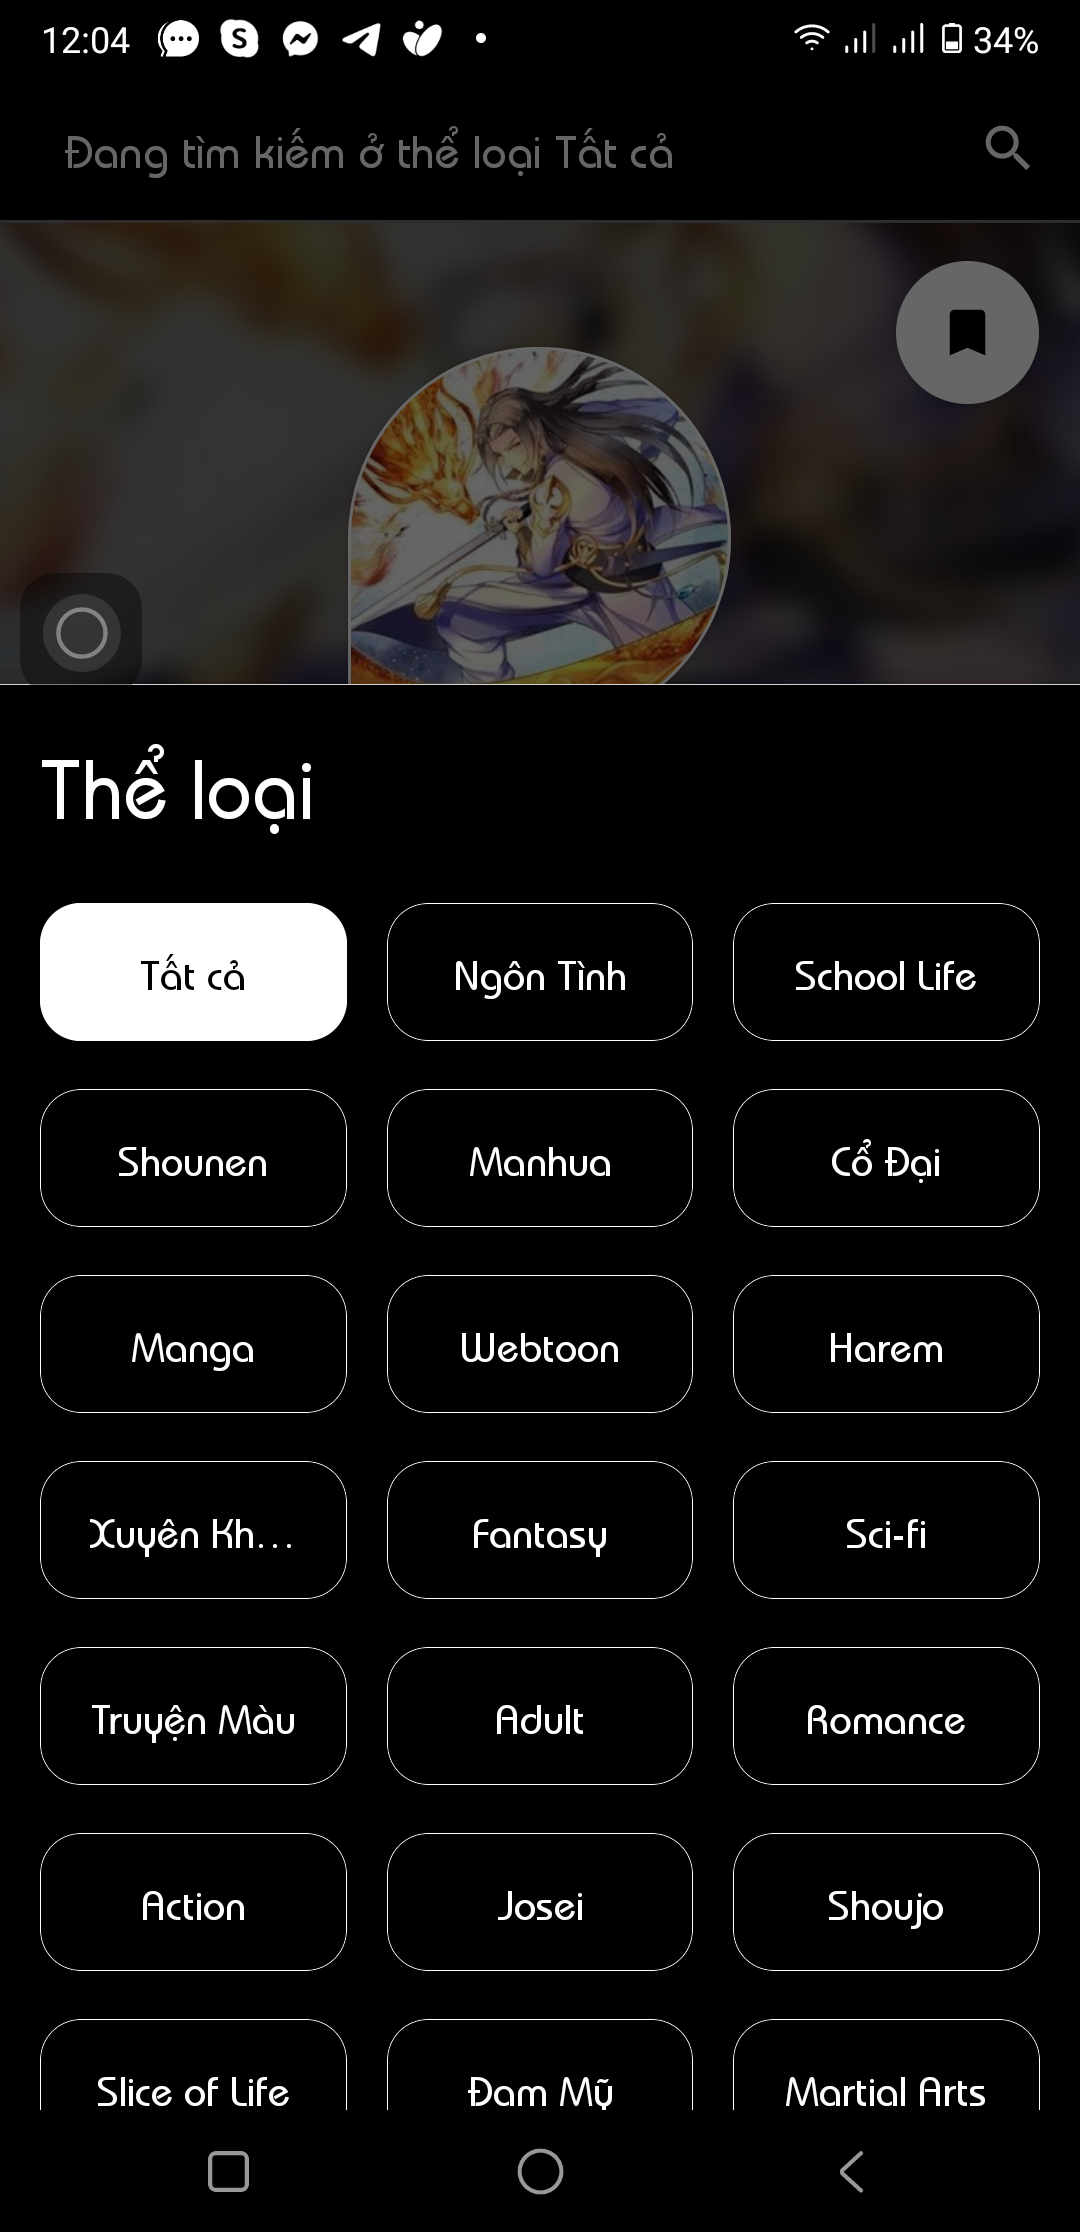 12:04
34%
Đang tìm kiếm ở thể loại Tất cả
Thể loại
Tất cả
Ngôn Tình
School Life
Shounen
Manhua
Cổ Đại
Manga
Webtoon
Harem
Xuyên Kh...
Fantasy
Sci-fi
Truyện Màu
Adult
Romance
Action
Josei
Shoujo
Slice of Life
Đam Mỹ
Martial Arts